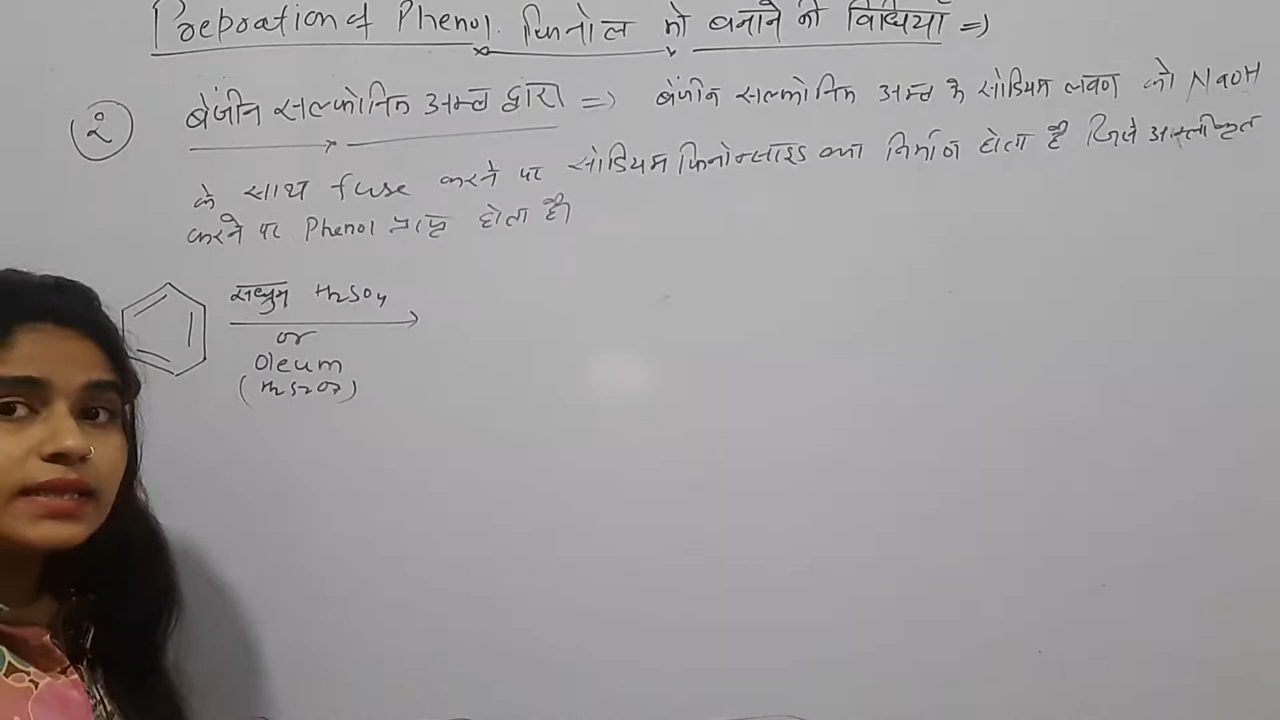 Preparation of Phenol. फिनोल को बनाने की विधियाँ =>
२ बेंजीन सल्फोनिक अम्ल द्वारा => बेंजीन सल्फोनिक अम्ल के सोडियम लवण को NaOH
के साथ fuse करने पर सोडियम फिनोक्साइड का निर्माण होता है जिसे अम्लीकृत
करने पर Phenol प्राप्त होता है।
सधूम H2SO4
or
Oleum
(H2S2O7)